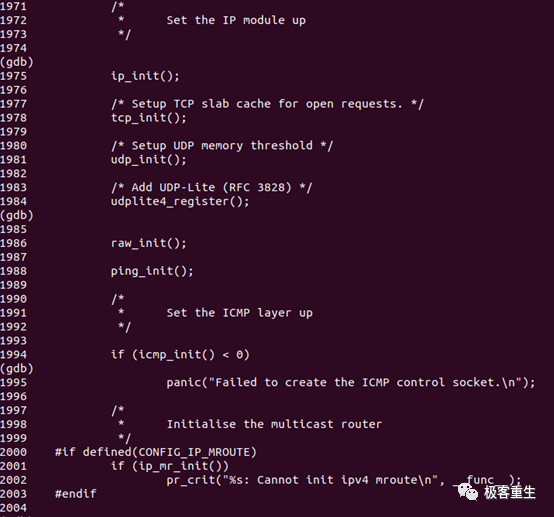 1971            /*
1972             *      Set the IP module up
1973             */
1974
(gdb)
1975            ip_init();
1976
1977            /* Setup TCP slab cache for open requests. */
1978            tcp_init();
1979
1980            /* Setup UDP memory threshold */
1981            udp_init();
1982
1983            /* Add UDP-Lite (RFC 3828) */
1984            udplite4_register();
(gdb)
1985
1986            raw_init();
1987
1988            ping_init();
1989
1990            /*
1991             *      Set the ICMP layer up
1992             */
1993
1994            if (icmp_init() < 0)
(gdb)
1995                    panic("Failed to create the ICMP control socket.\n");
1996
1997            /*
1998             *      Initialise the multicast router
1999             */
2000    #if defined(CONFIG_IP_MROUTE)
2001            if (ip_mr_init())
2002                    pr_crit("%s: Cannot init ipv4 mroute\n", __func__);
2003    #endif
2004
极客重生